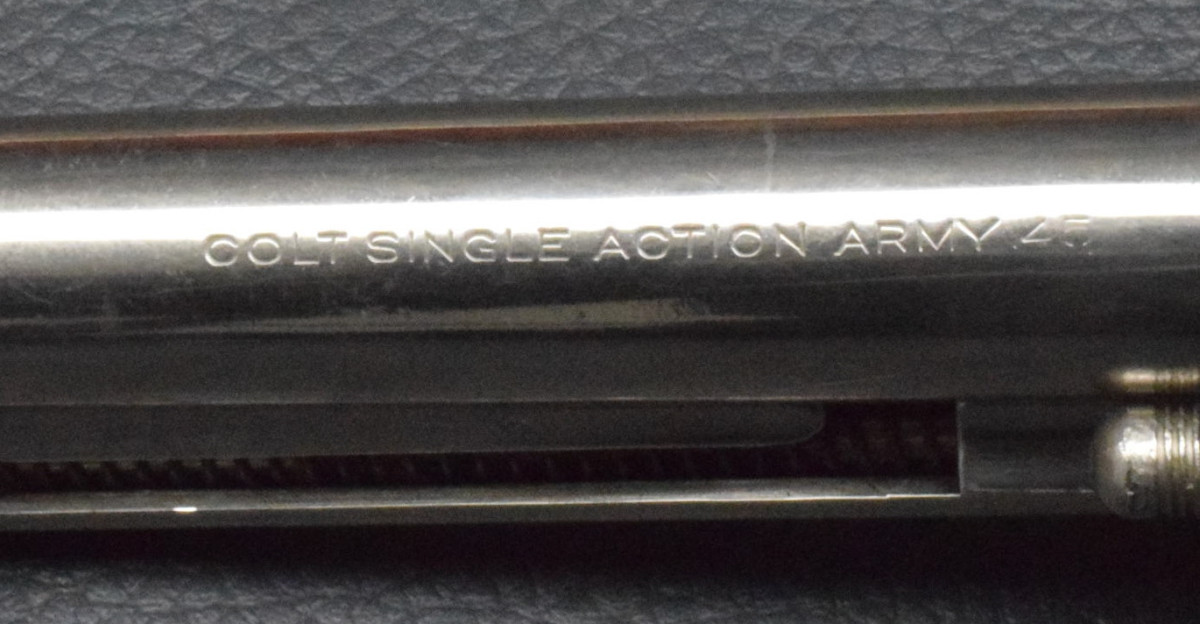 COLT SINGLE ACTION ARMY 45